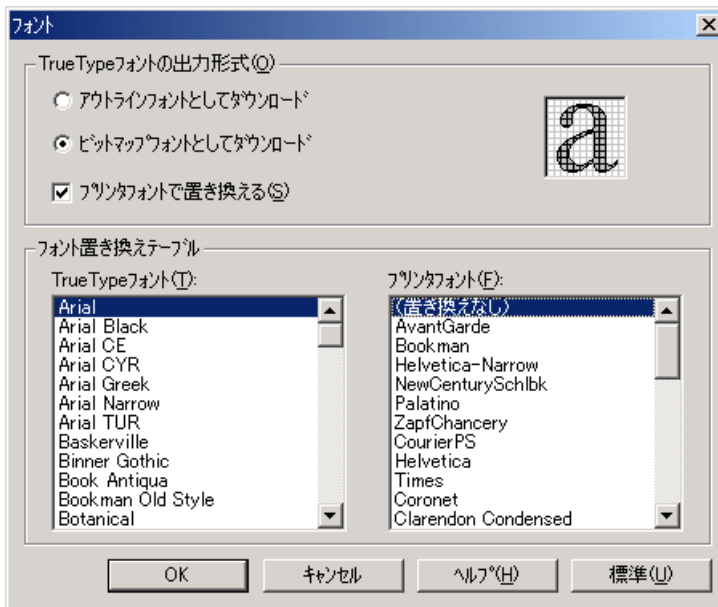 フォント
TrueTypeフォントの出力形式(O)
アウトラインフォントとしてダウンロード
ビットマップフォントとしてダウンロード
プリンタフォントで置き換える(S)
フォント置き換えテーブル
TrueTypeフォント(T):
Arial
Arial Black
Arial CE
Arial CYR
Arial Greek
Arial Narrow
Arial TUR
Baskerville
Binner Gothic
Book Antiqua
Bookman Old Style
Botanical
プリンタフォント(F):
(置き換えなし)
AvantGarde
Bookman
Helvetica-Narrow
NewCenturySchlbk
Palatino
ZapfChancery
CourierPS
Helvetica
Times
Coronet
Clarendon Condensed
OK
キャンセル
ヘルプ(H)
標準(U)
a